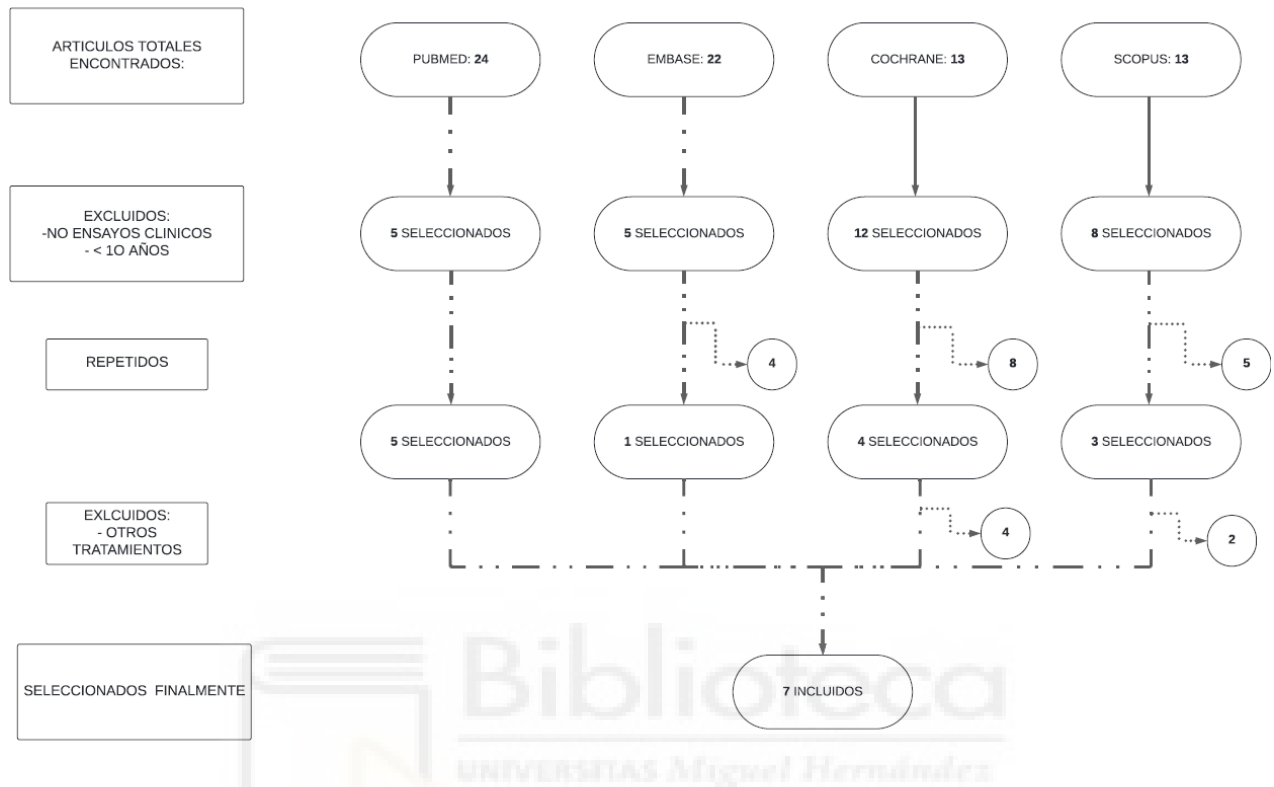 ARTICULOS TOTALES
ENCONTRADOS:
PUBMED: 24
EMBASE: 22
COCHRANE: 13
SCOPUS: 13
EXCLUIDOS:
-NO ENSAYOS CLINICOS
- < 1O AÑOS
5 SELECCIONADOS
5 SELECCIONADOS
12 SELECCIONADOS
8 SELECCIONADOS
REPETIDOS
4
8
5
5 SELECCIONADOS
1 SELECCIONADOS
4 SELECCIONADOS
3 SELECCIONADOS
EXLCUIDOS:
- OTROS
TRATAMIENTOS
4
2
SELECCIONADOS FINALMENTE
7 INCLUIDOS
Biblioteca
UNIVERSITAS Miguel Hernández